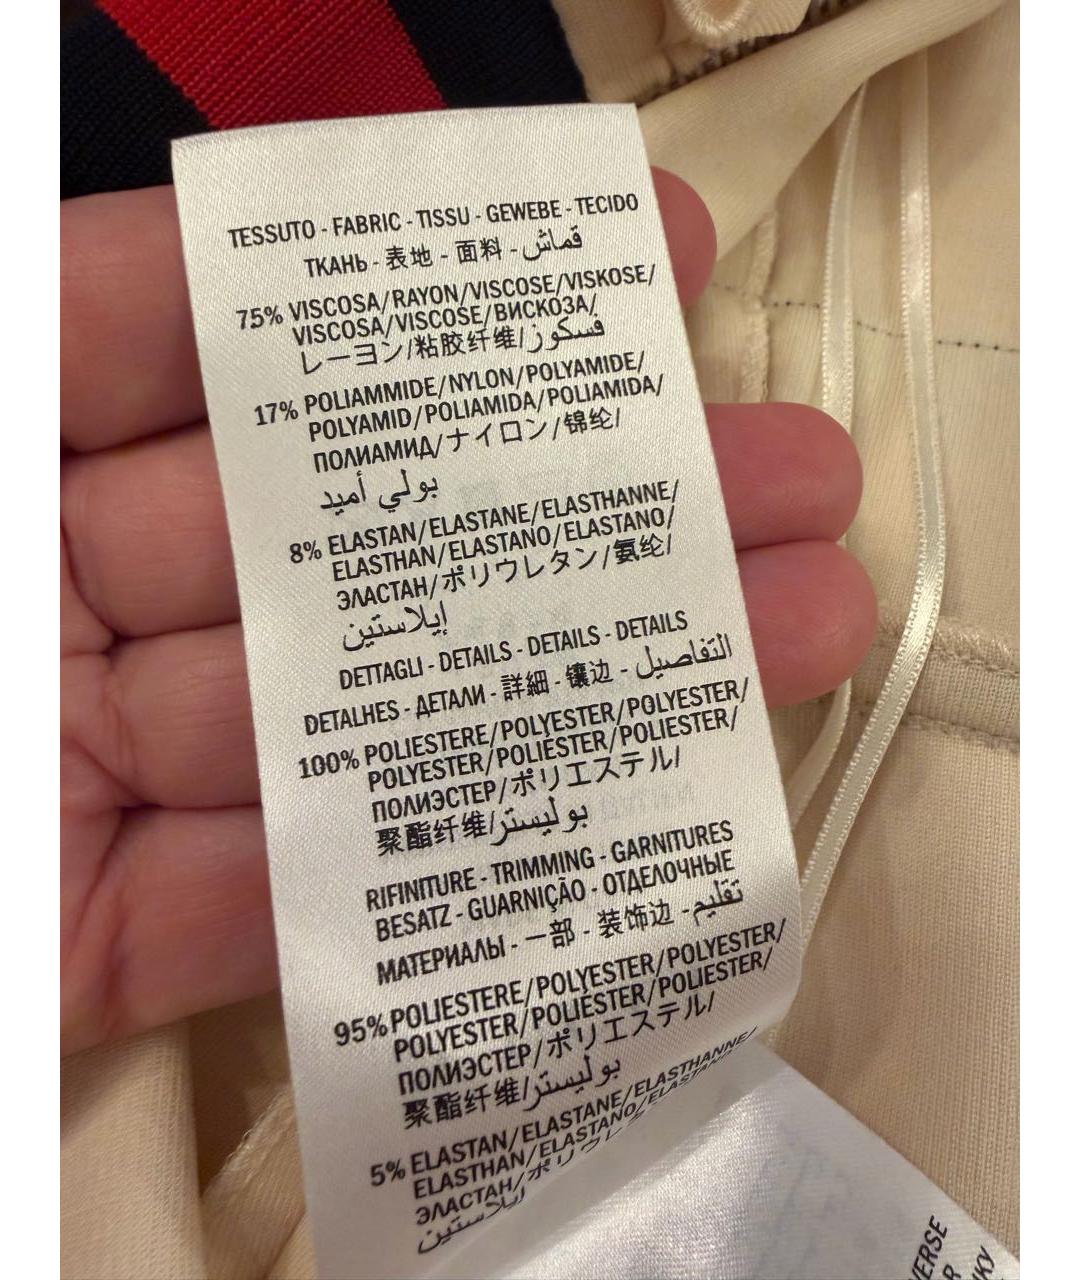 TESSUTO - FABRIC - TISSU - GEWEBE - TECIDO
ТКАНЬ - 表地 - 面料 - قماش
75% VISCOSA/RAYON/VISCOSE/VISKOSE/
VISCOSA/VISCOSE/ВИСКОЗА/
レーヨン/粘胶纤维/فسكوز
17% POLIAMMIDE/NYLON/POLYAMIDE/
POLYAMID/POLIAMIDA/POLIAMIDA/
ПОЛИАМИД/ナイロン/锦纶/
بولي أميد
8% ELASTAN/ELASTANE/ELASTHANNE/
ELASTHAN/ELASTANO/ELASTANO/
ЭЛАСТАН/ポリウレタン/氨纶/
إيلاستين
DETTAGLI - DETAILS - DETAILS - DETAILS
DETALHES - ДЕТАЛИ - 詳細 - 镶边 - التفاصيل
100% POLIESTERE/POLYESTER/POLYESTER/
POLYESTER/POLIÉSTER/POLIESTER/
ПОЛИЭСТЕР/ポリエステル/
聚酯纤维/بوليستر
RIFINITURE - TRIMMING - GARNITURES
BESATZ - GUARNIÇÃO - ОТДЕЛОЧНЫЕ
МАТЕРИАЛЫ - 一部 - 装饰边 - تقليم
95% POLIESTERE/POLYESTER/POLYESTER/
POLYESTER/POLIÉSTER/POLIESTER/
ПОЛИЭСТЕР/ポリエステル/
聚酯纤维/بوليستر
5% ELASTAN/ELASTANE/ELASTHANNE/
ELASTHAN/ELASTANO/ELASTANO/
ЭЛАСТАН/ポリウレ
إيلاستين